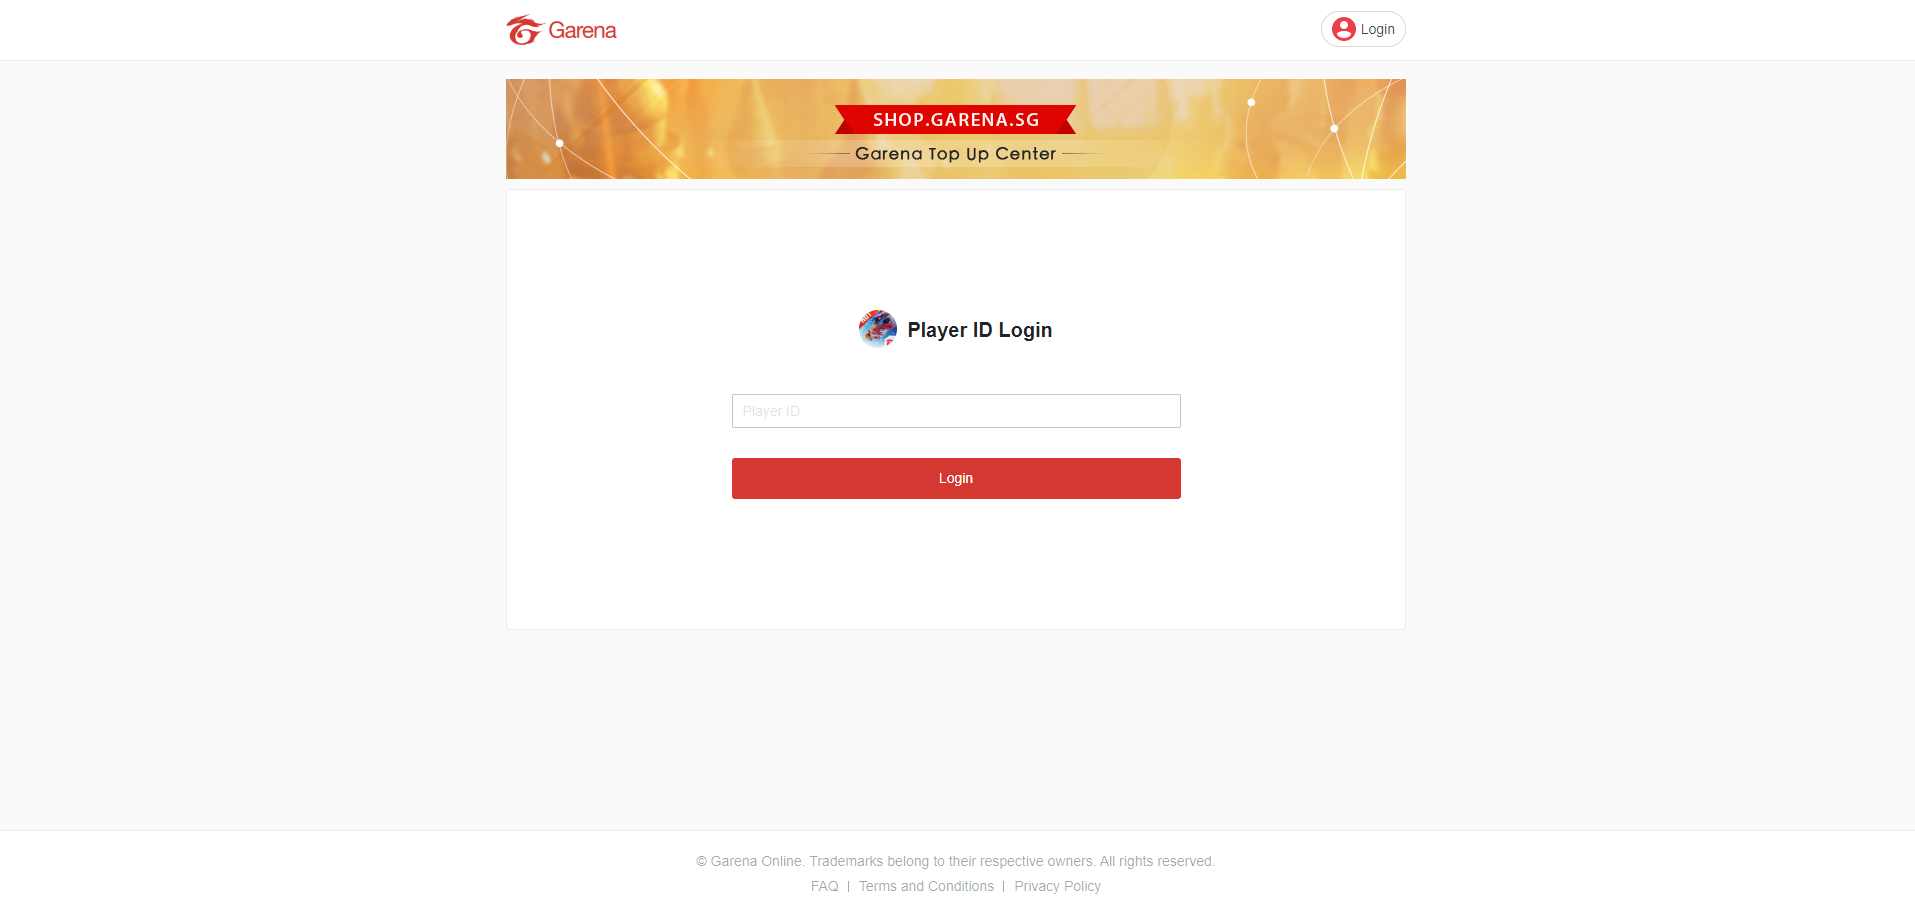 Garena
Login
SHOP.GARENA.SG
Garena Top Up Center
Player ID Login
Player ID
Login
© Garena Online. Trademarks belong to their respective owners. All rights reserved.
FAQ | Terms and Conditions | Privacy Policy